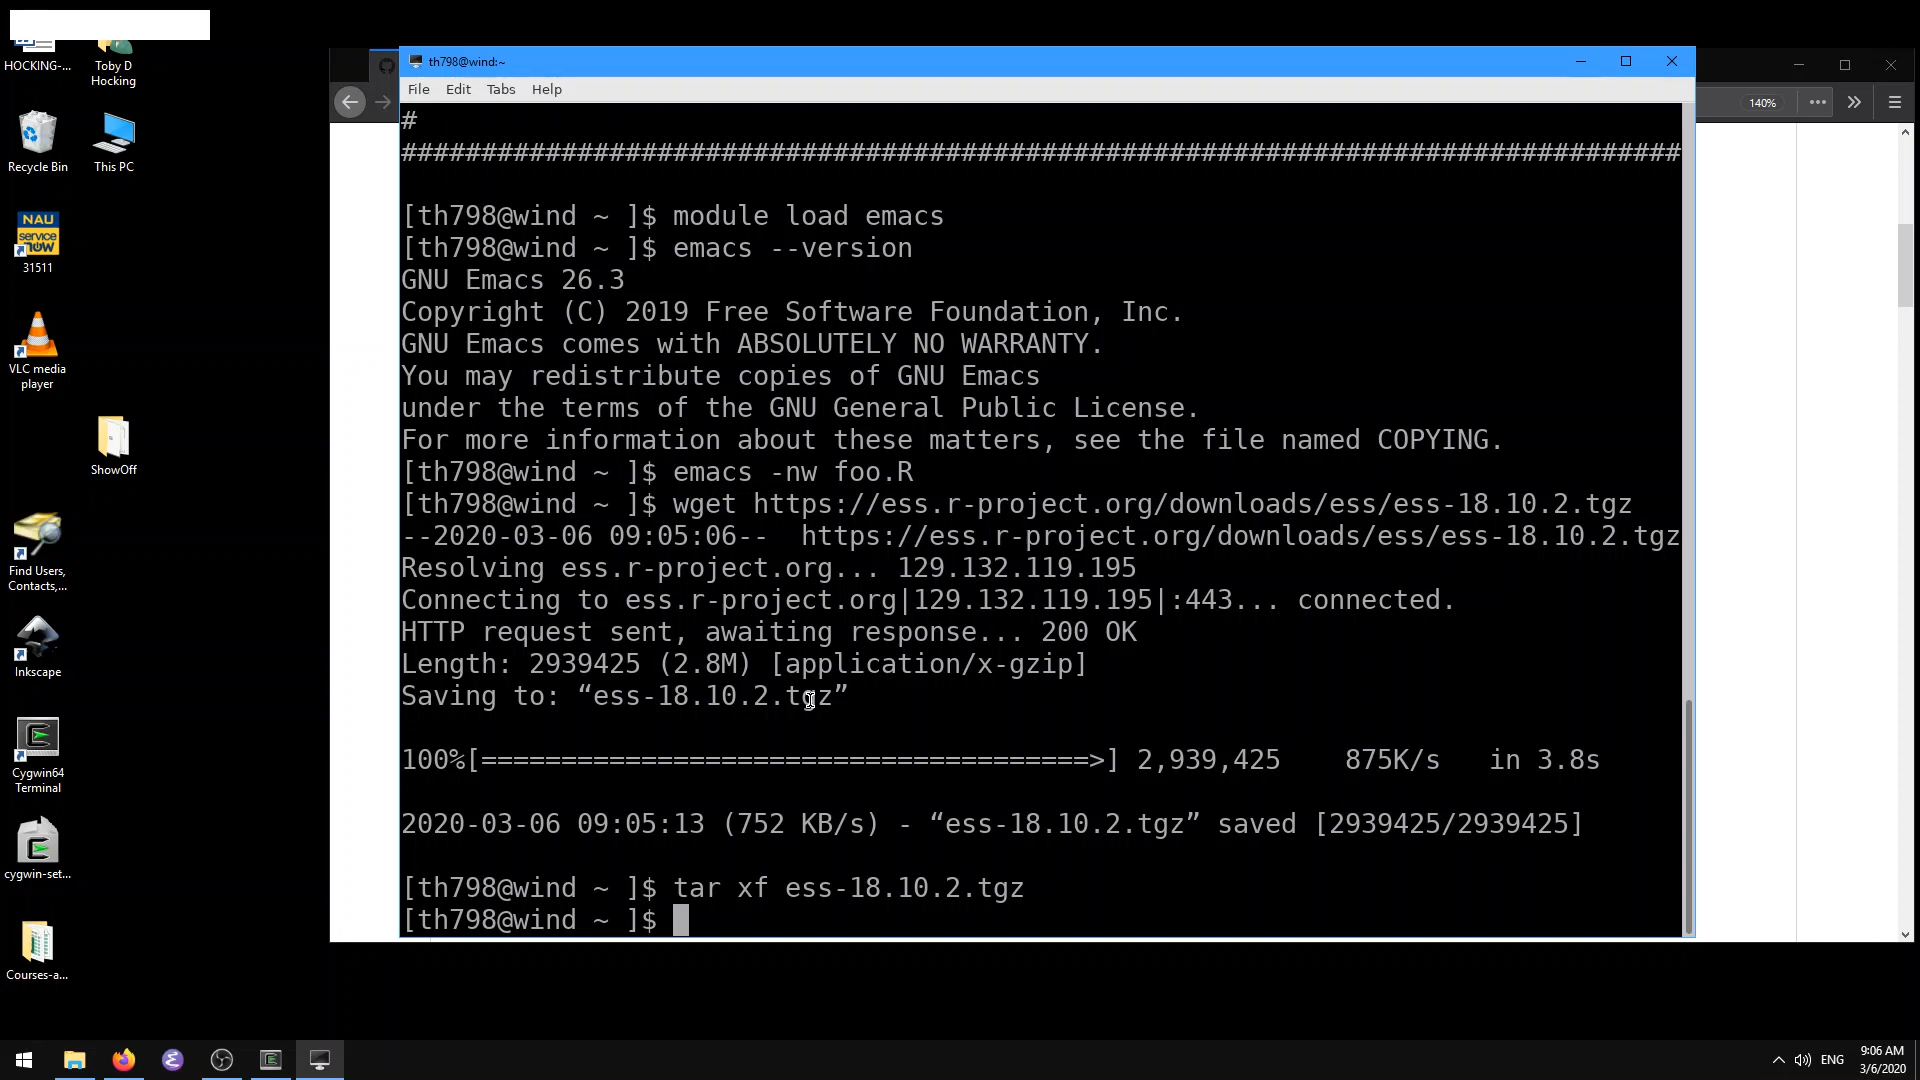 HOCKING-...
Toby D
Hocking
Recycle Bin
This PC
NAU
service
now
31511
VLC media
player
ShowOff
Find Users,
Contacts,...
Inkscape
Cygwin64
Terminal
cygwin-set...
Courses-a...
th798@wind:~
File Edit Tabs Help
140%
#
################################################################################
[th798@wind ~ ]$ module load emacs
[th798@wind ~ ]$ emacs --version
GNU Emacs 26.3
Copyright (C) 2019 Free Software Foundation, Inc.
GNU Emacs comes with ABSOLUTELY NO WARRANTY.
You may redistribute copies of GNU Emacs
under the terms of the GNU General Public License.
For more information about these matters, see the file named COPYING.
[th798@wind ~ ]$ emacs -nw foo.R
[th798@wind ~ ]$ wget https://ess.r-project.org/downloads/ess/ess-18.10.2.tgz
--2020-03-06 09:05:06--  https://ess.r-project.org/downloads/ess/ess-18.10.2.tgz
Resolving ess.r-project.org... 129.132.119.195
Connecting to ess.r-project.org|129.132.119.195|:443... connected.
HTTP request sent, awaiting response... 200 OK
Length: 2939425 (2.8M) [application/x-gzip]
Saving to: “ess-18.10.2.tgz”
100%[======================================>] 2,939,425    875K/s   in 3.8s
2020-03-06 09:05:13 (752 KB/s) - “ess-18.10.2.tgz” saved [2939425/2939425]
[th798@wind ~ ]$ tar xf ess-18.10.2.tgz
[th798@wind ~ ]$
ENG
9:06 AM
3/6/2020